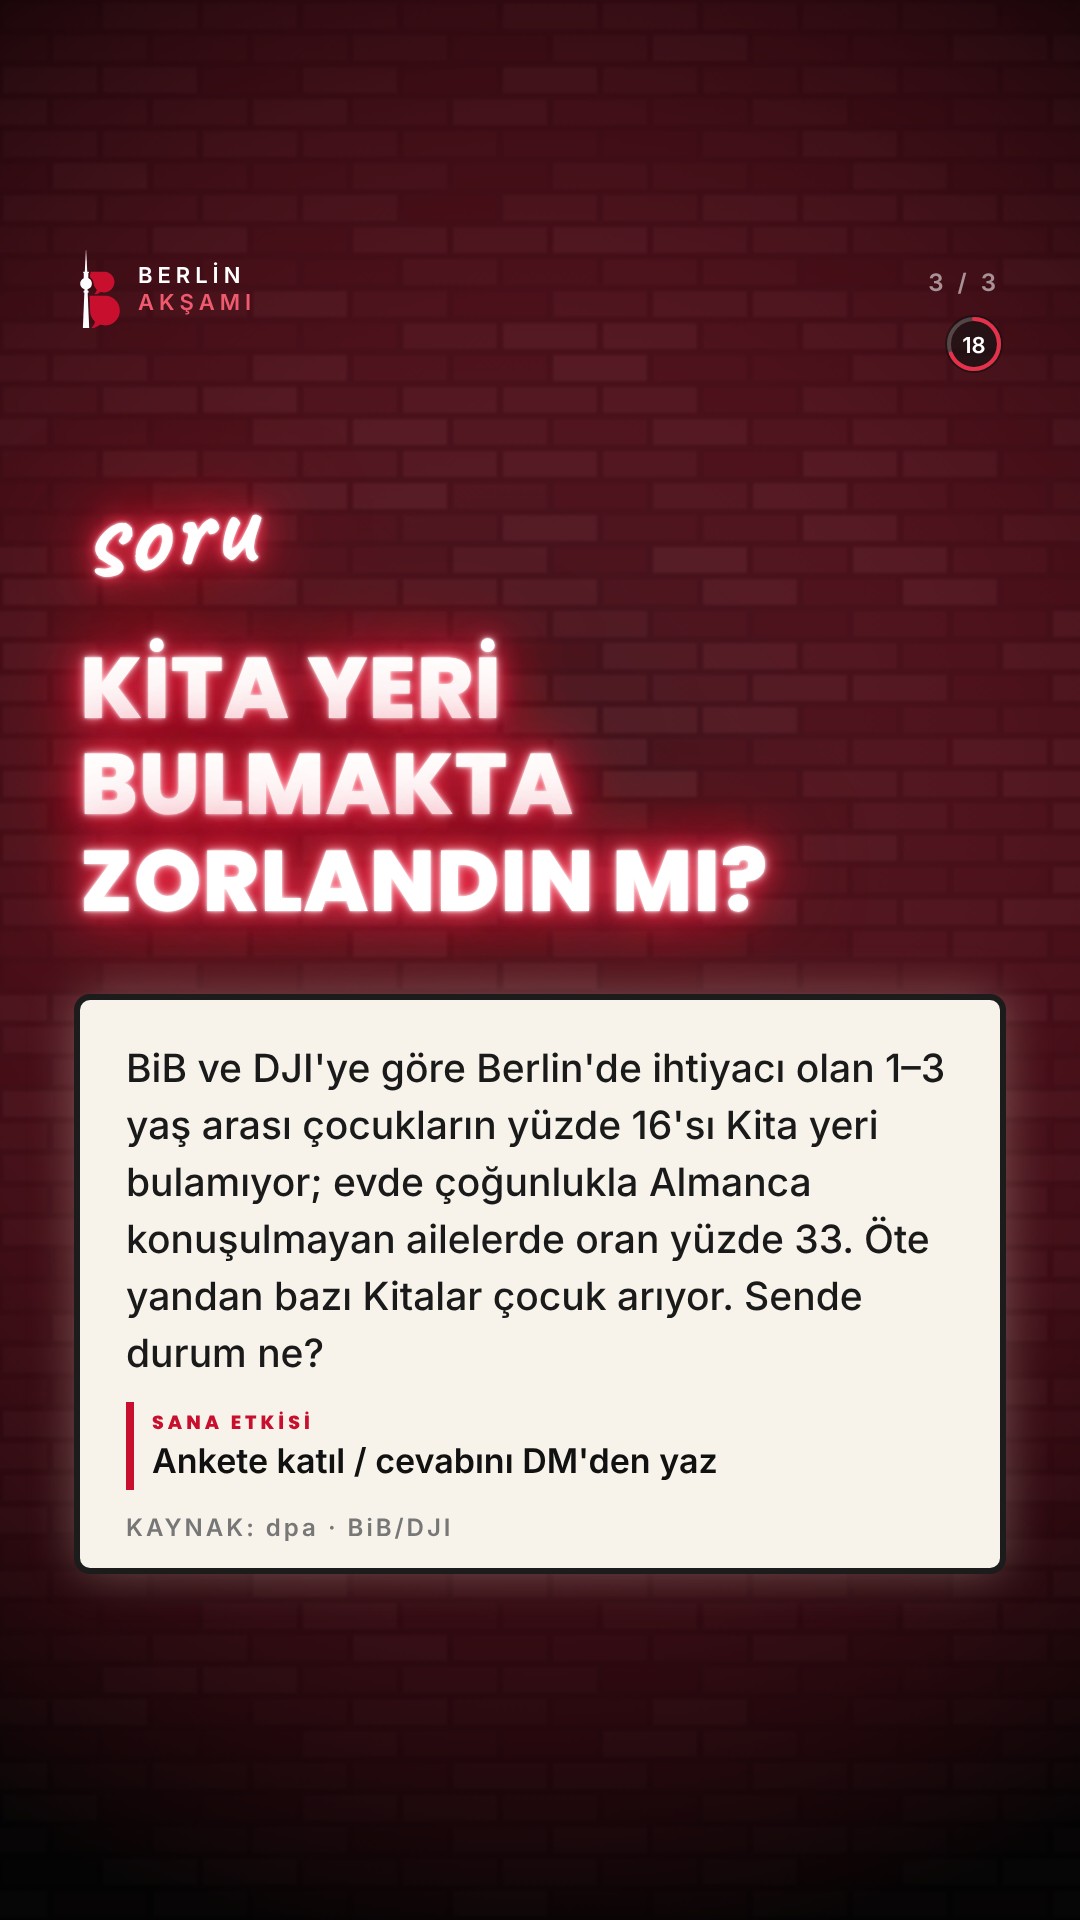 BERLİN
AKŞAMI
3 / 3
18
soru
KİTA YERİ
BULMAKTA
ZORLANDIN MI?
BiB ve DJI'ye göre Berlin'de ihtiyacı olan 1–3
yaş arası çocukların yüzde 16'sı Kita yeri
bulamıyor; evde çoğunlukla Almanca
konuşulmayan ailelerde oran yüzde 33. Öte
yandan bazı Kitalar çocuk arıyor. Sende
durum ne?
SANA ETKİSİ
Ankete katıl / cevabını DM'den yaz
KAYNAK: dpa · BiB/DJI